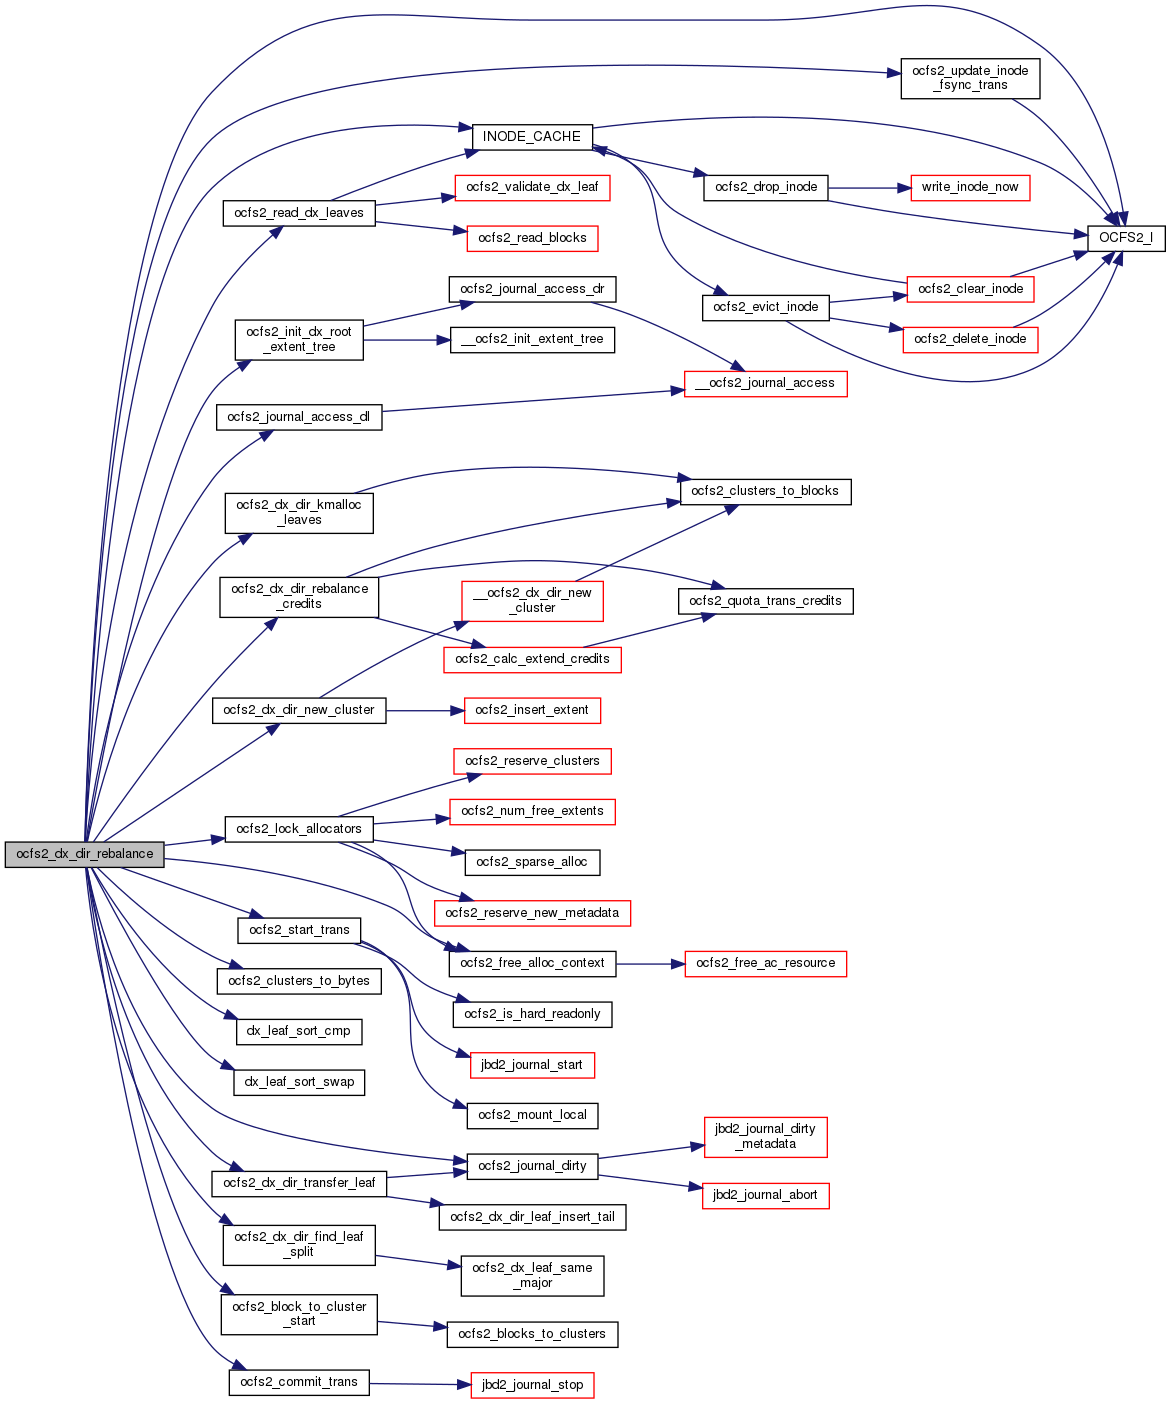 ocfs2_update_inode
_fsync_trans
INODE_CACHE
ocfs2_validate_dx_leaf
ocfs2_drop_inode
write_inode_now
ocfs2_read_dx_leaves
ocfs2_read_blocks
OCFS2_I
ocfs2_journal_access_dr
ocfs2_clear_inode
ocfs2_evict_inode
ocfs2_init_dx_root
_extent_tree
__ocfs2_init_extent_tree
ocfs2_delete_inode
__ocfs2_journal_access
ocfs2_journal_access_dl
ocfs2_clusters_to_blocks
ocfs2_dx_dir_kmalloc
_leaves
ocfs2_dx_dir_rebalance
_credits
__ocfs2_dx_dir_new
_cluster
ocfs2_quota_trans_credits
ocfs2_calc_extend_credits
ocfs2_dx_dir_new_cluster
ocfs2_insert_extent
ocfs2_reserve_clusters
ocfs2_num_free_extents
ocfs2_lock_allocators
ocfs2_dx_dir_rebalance
ocfs2_sparse_alloc
ocfs2_reserve_new_metadata
ocfs2_start_trans
ocfs2_free_alloc_context
ocfs2_free_ac_resource
ocfs2_clusters_to_bytes
ocfs2_is_hard_readonly
dx_leaf_sort_cmp
jbd2_journal_start
dx_leaf_sort_swap
ocfs2_mount_local
jbd2_journal_dirty
_metadata
ocfs2_journal_dirty
ocfs2_dx_dir_transfer_leaf
jbd2_journal_abort
ocfs2_dx_dir_leaf_insert_tail
ocfs2_dx_dir_find_leaf
_split
ocfs2_dx_leaf_same
_major
ocfs2_block_to_cluster
_start
ocfs2_blocks_to_clusters
ocfs2_commit_trans
jbd2_journal_stop